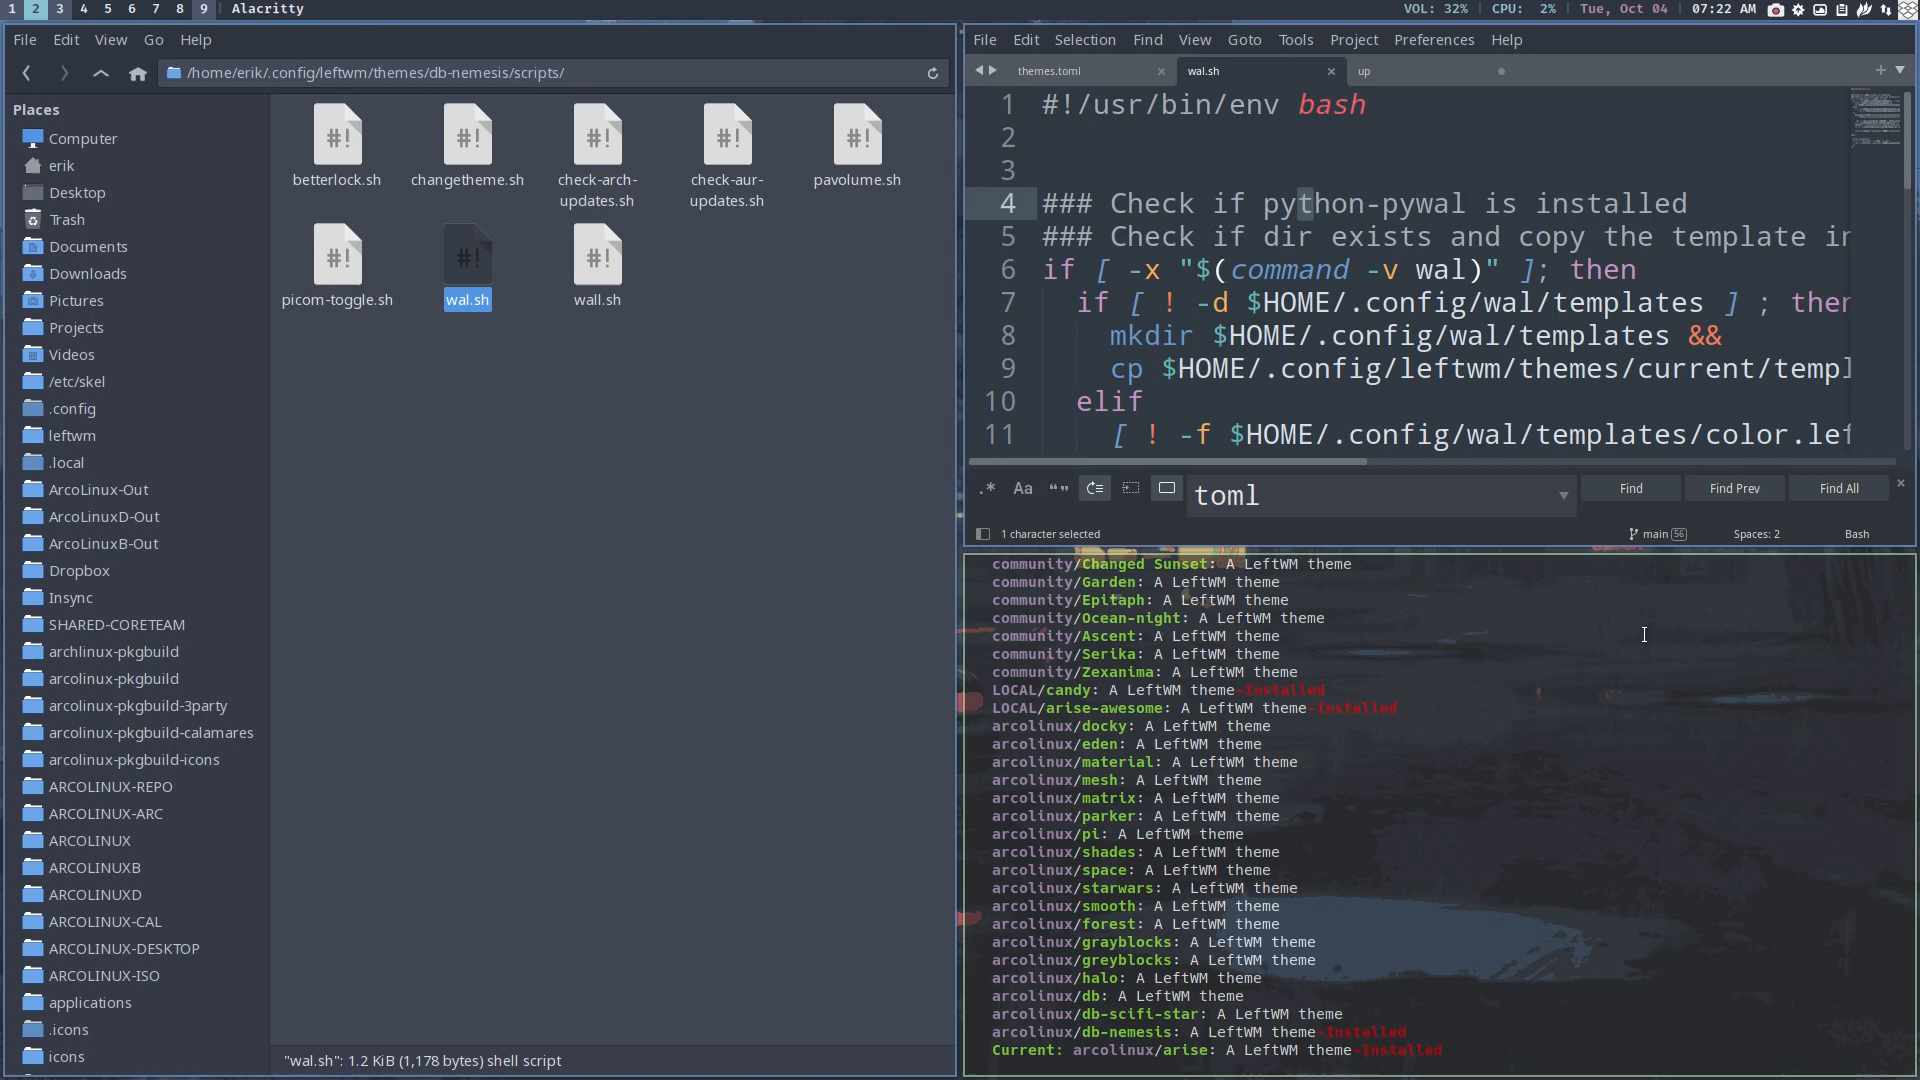 1 2 3 4 5 6 7 8 9 Alacritty
VOL: 32% CPU: 2% Tue, Oct 04 07:22 AM
File Edit View Go Help
/home/erik/.config/leftwm/themes/db-nemesis/scripts/
Places
Computer
erik
Desktop
Trash
Documents
Downloads
Pictures
Projects
Videos
/etc/skel
.config
leftwm
.local
ArcoLinux-Out
ArcoLinuxD-Out
ArcoLinuxB-Out
Dropbox
Insync
SHARED-CORETEAM
archlinux-pkgbuild
arcolinux-pkgbuild
arcolinux-pkgbuild-3party
arcolinux-pkgbuild-calamares
arcolinux-pkgbuild-icons
ARCOLINUX-REPO
ARCOLINUX-ARC
ARCOLINUX
ARCOLINUXB
ARCOLINUXD
ARCOLINUX-CAL
ARCOLINUX-DESKTOP
ARCOLINUX-ISO
applications
.icons
icons
#! #! #! #! #!
betterlock.sh changetheme.sh check-arch- check-aur- pavolume.sh
updates.sh updates.sh
#! #! #!
picom-toggle.sh wal.sh wall.sh
"wal.sh": 1.2 KiB (1,178 bytes) shell script
File Edit Selection Find View Goto Tools Project Preferences Help
themes.toml wal.sh up
1 #!/usr/bin/env bash
2
3
4 ### Check if python-pywal is installed
5 ### Check if dir exists and copy the template in
6 if [ -x "$(command -v wal)" ]; then
7 if [ ! -d $HOME/.config/wal/templates ] ; then
8 mkdir $HOME/.config/wal/templates &&
9 cp $HOME/.config/leftwm/themes/current/templ
10 elif
11 [ ! -f $HOME/.config/wal/templates/color.lef
.* Aa “” toml Find Find Prev Find All
1 character selected main 56 Spaces: 2 Bash
community/Changed Sunset: A LeftWM theme
community/Garden: A LeftWM theme
community/Epitaph: A LeftWM theme
community/Ocean-night: A LeftWM theme
community/Ascent: A LeftWM theme
community/Serika: A LeftWM theme
community/Zexanima: A LeftWM theme
LOCAL/candy: A LeftWM theme-Installed
LOCAL/arise-awesome: A LeftWM theme-Installed
arcolinux/docky: A LeftWM theme
arcolinux/eden: A LeftWM theme
arcolinux/material: A LeftWM theme
arcolinux/mesh: A LeftWM theme
arcolinux/matrix: A LeftWM theme
arcolinux/parker: A LeftWM theme
arcolinux/pi: A LeftWM theme
arcolinux/shades: A LeftWM theme
arcolinux/space: A LeftWM theme
arcolinux/starwars: A LeftWM theme
arcolinux/smooth: A LeftWM theme
arcolinux/forest: A LeftWM theme
arcolinux/grayblocks: A LeftWM theme
arcolinux/greyblocks: A LeftWM theme
arcolinux/halo: A LeftWM theme
arcolinux/db: A LeftWM theme
arcolinux/db-scifi-star: A LeftWM theme
arcolinux/db-nemesis: A LeftWM theme-Installed
Current: arcolinux/arise: A LeftWM theme-Installed